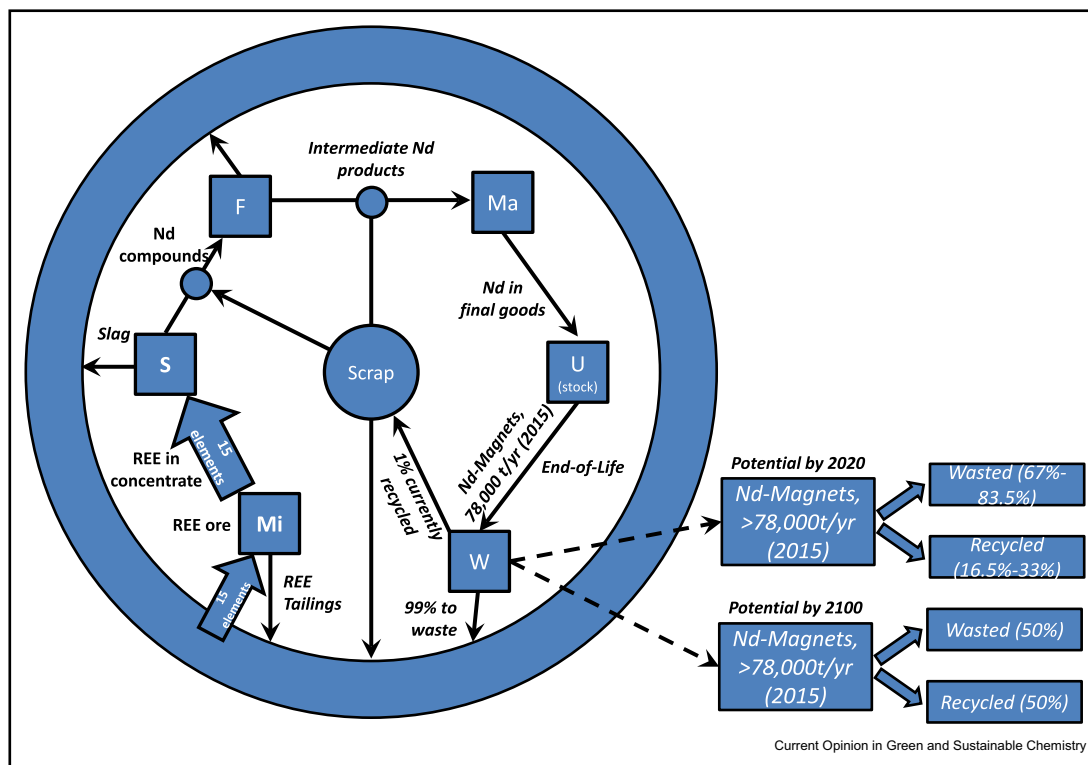 Intermediate Nd
products
F
Ma
Nd
compounds
Nd in
final goods
Slag
S
Scrap
U
(stock)
15
elements
REE in
concentrate
Nd-Magnets,
78,000 t/yr (2015)
End-of-Life
1% currently
recycled
REE ore
Mi
W
15
elements
REE
Tailings
99% to
waste
Potential by 2020
Nd-Magnets,
>78,000t/yr
(2015)
Wasted (67%-
83.5%)
Recycled
(16.5%-33%)
Potential by 2100
Nd-Magnets,
>78,000t/yr
(2015)
Wasted (50%)
Recycled (50%)
Current Opinion in Green and Sustainable Chemistry